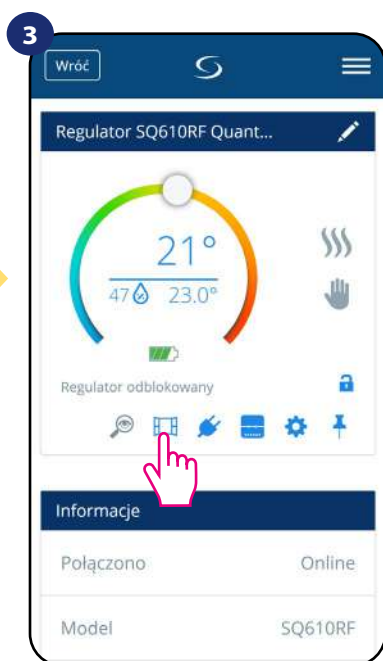 3
Wróć
Regulator SQ610RF Quant...
21°
47 23.0°
Regulator odblokowany
Informacje
Połączono Online
Model SQ610RF